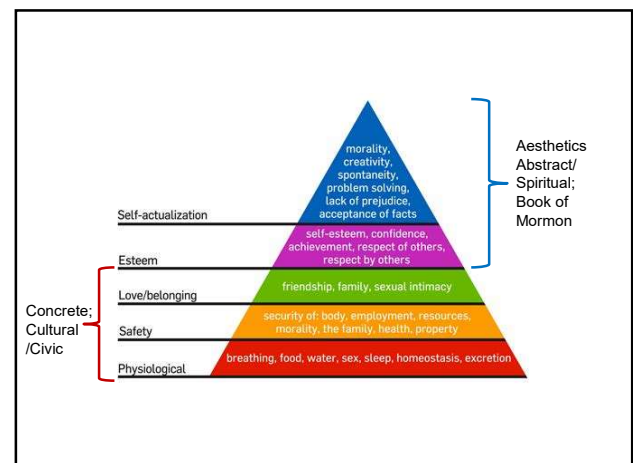 morality,
creativity,
spontaneity,
problem solving,
lack of prejudice,
acceptance of facts
Self-actualization
self-esteem, confidence,
achievement, respect of others,
respect by others
Esteem
friendship, family, sexual intimacy
Love/belonging
security of: body, employment, resources,
morality, the family, health, property
Safety
breathing, food, water, sex, sleep, homeostasis, excretion
Physiological
Aesthetics
Abstract/
Spiritual;
Book of
Mormon
Concrete;
Cultural
/Civic